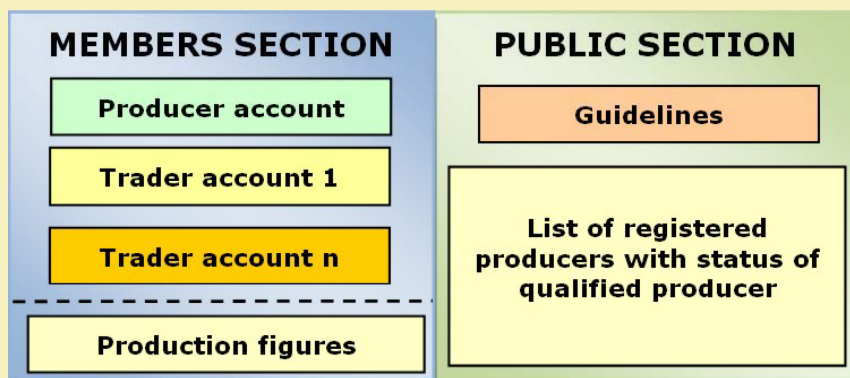 MEMBERS SECTION
Producer account
Trader account 1
Trader account n
Production figures
PUBLIC SECTION
Guidelines
List of registered
producers with status of
qualified producer